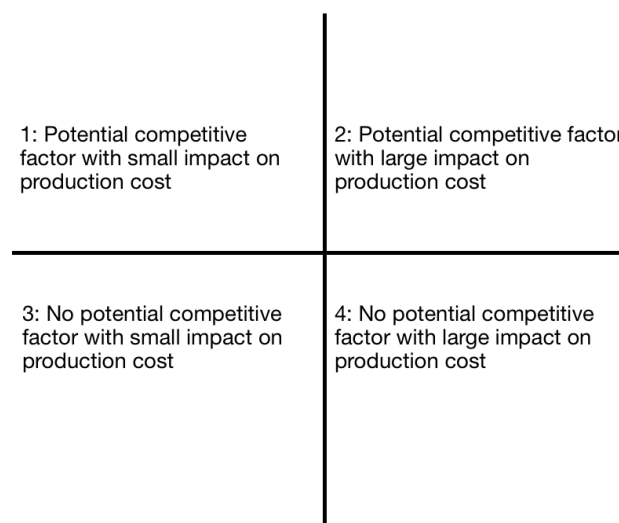 1: Potential competitive
factor with small impact on
production cost
2: Potential competitive factor
with large impact on
production cost
3: No potential competitive
factor with small impact on
production cost
4: No potential competitive
factor with large impact on
production cost